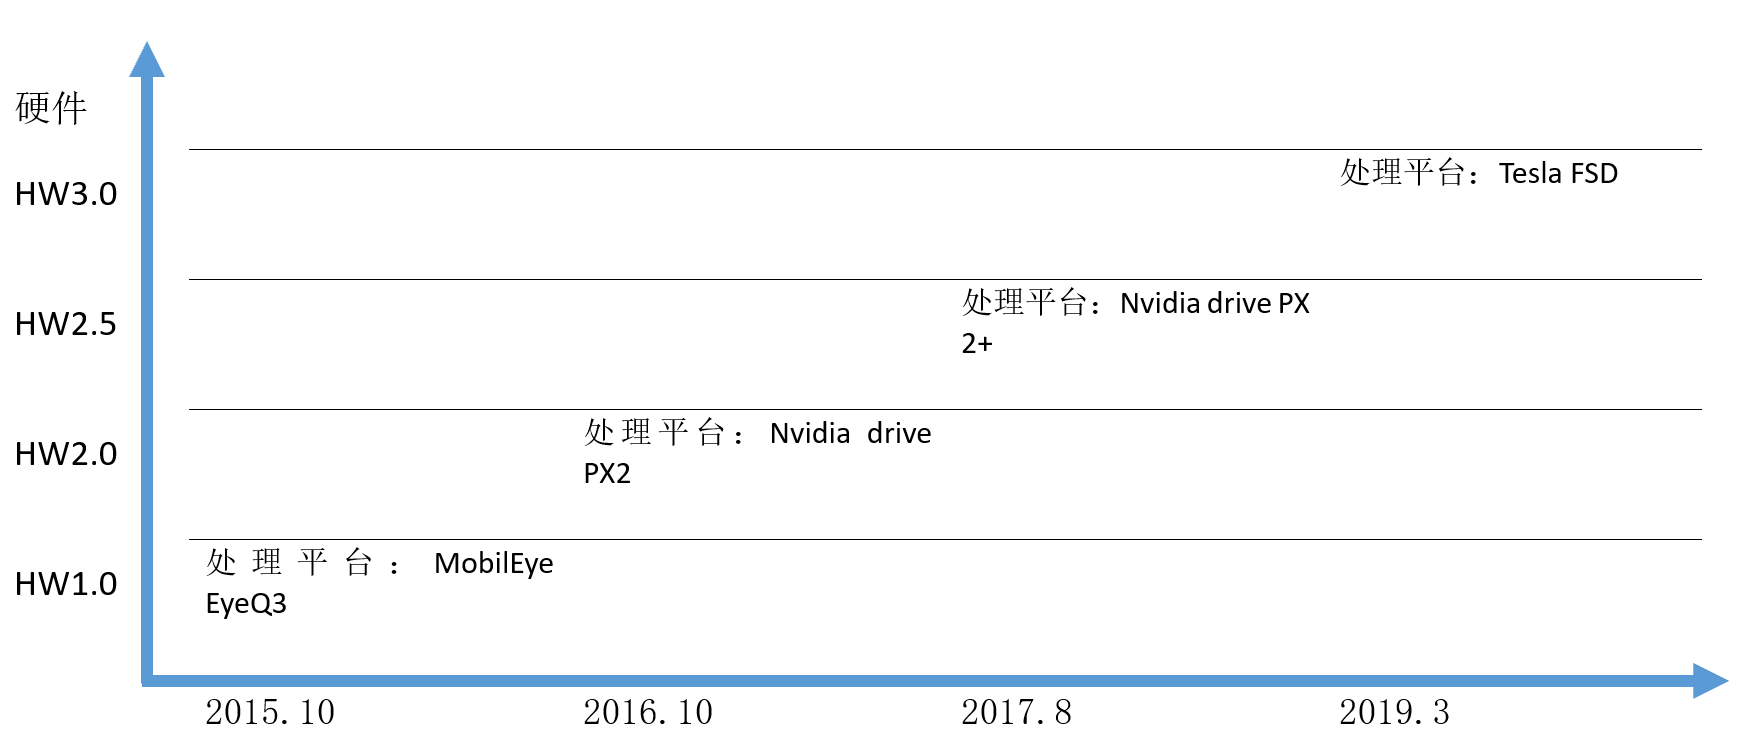 硬件
HW3.0
处理平台：Tesla FSD
HW2.5
处理平台：Nvidia drive PX
2+
HW2.0
处理平台：Nvidia drive
PX2
HW1.0
处理平台：MobilEye
EyeQ3
2015.10
2016.10
2017.8
2019.3